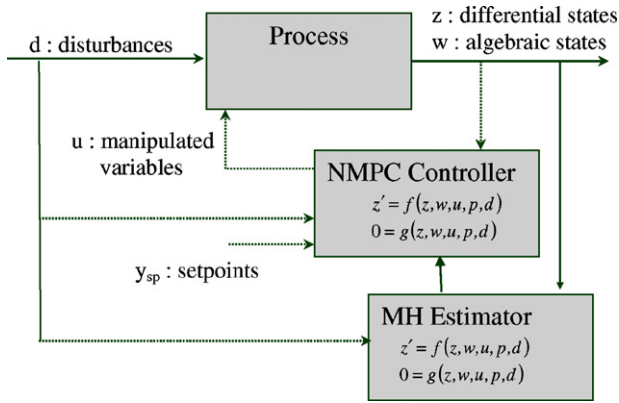 z : differential states
w : algebraic states
d : disturbances
Process
u : manipulated
variables
NMPC Controller
z' = f(z,w,u,p,d)
0 = g(z,w,u,p,d)
y_sp : setpoints
MH Estimator
z' = f(z,w,u,p,d)
0 = g(z,w,u,p,d)